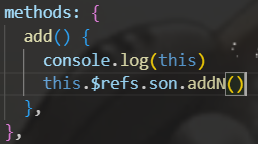 methods: {
  add() {
    console.log(this)
    this.$refs.son.addN()
  },
},